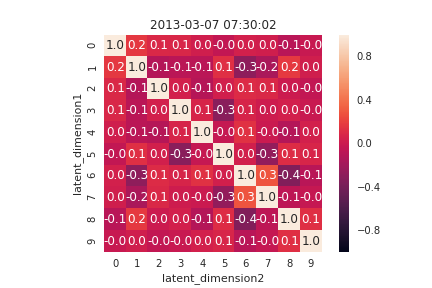 2013-03-07 07:30:02
0 1.0 0.2 0.1 0.1 0.0 -0.0 0.0 0.0 -0.1 -0.0
1 0.2 1.0 -0.1 -0.1 -0.1 0.1 -0.3 -0.2 0.2 0.0
2 0.1 -0.1 1.0 0.0 -0.1 0.0 0.1 0.1 0.0 -0.0
3 0.1 -0.1 0.0 1.0 0.1 -0.3 0.1 0.0 -0.0 -0.0
4 0.0 -0.1 -0.1 0.1 1.0 -0.0 0.1 -0.0 -0.1 0.0
5 -0.0 0.1 0.0 -0.3 -0.0 1.0 0.0 -0.3 0.1 0.1
6 0.0 -0.3 0.1 0.1 0.1 0.0 1.0 0.3 -0.4 -0.1
7 0.0 -0.2 0.1 0.0 -0.0 -0.3 0.3 1.0 -0.1 -0.0
8 -0.1 0.2 0.0 -0.0 -0.1 0.1 -0.4 -0.1 1.0 0.1
9 -0.0 0.0 -0.0 -0.0 0.0 0.1 -0.1 -0.0 0.1 1.0
0 1 2 3 4 5 6 7 8 9
latent_dimension2
latent_dimension1
0.8
0.4
0.0
-0.4
-0.8